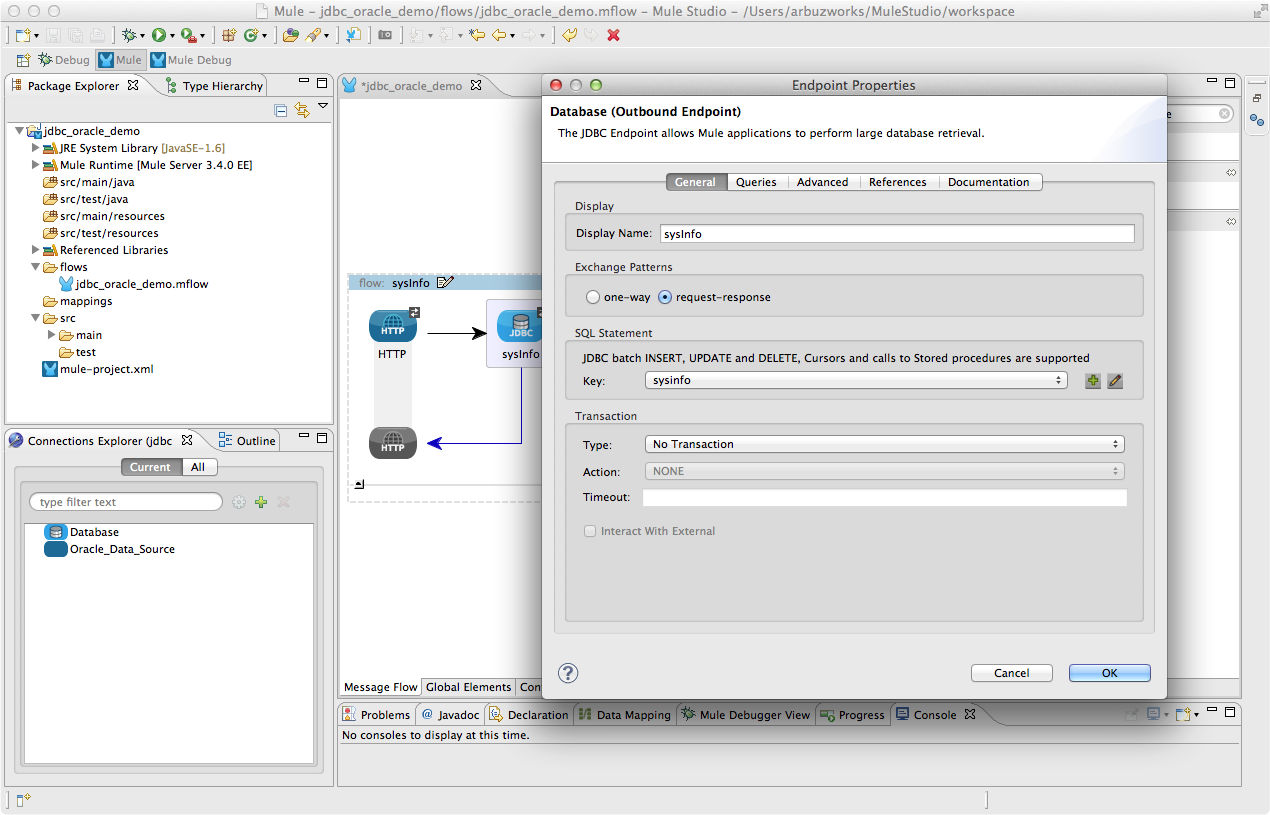 Mule – jdbc_oracle_demo/flows/jdbc_oracle_demo.mflow – Mule Studio – /Users/arbuzworks/MuleStudio/workspace
Debug Mule Mule Debug
Package Explorer Type Hierarchy
jdbc_oracle_demo
JRE System Library [JavaSE-1.6]
Mule Runtime [Mule Server 3.4.0 EE]
src/main/java
src/test/java
src/main/resources
src/test/resources
Referenced Libraries
flows
jdbc_oracle_demo.mflow
mappings
src
main
test
mule-project.xml
Connections Explorer (jdbc Outline
Current All
type filter text
Database
Oracle_Data_Source
*jdbc_oracle_demo
flow: sysInfo
HTTP
HTTP
JDBC
sysInfo
HTTP
Message Flow Global Elements Con
Endpoint Properties
Database (Outbound Endpoint)
The JDBC Endpoint allows Mule applications to perform large database retrieval.
General Queries Advanced References Documentation
Display
Display Name: sysInfo
Exchange Patterns
one-way request-response
SQL Statement
JDBC batch INSERT, UPDATE and DELETE, Cursors and calls to Stored procedures are supported
Key: sysinfo
Transaction
Type: No Transaction
Action: NONE
Timeout:
Interact With External
? Cancel OK
e
Problems @ Javadoc Declaration Data Mapping Mule Debugger View Progress Console
No consoles to display at this time.